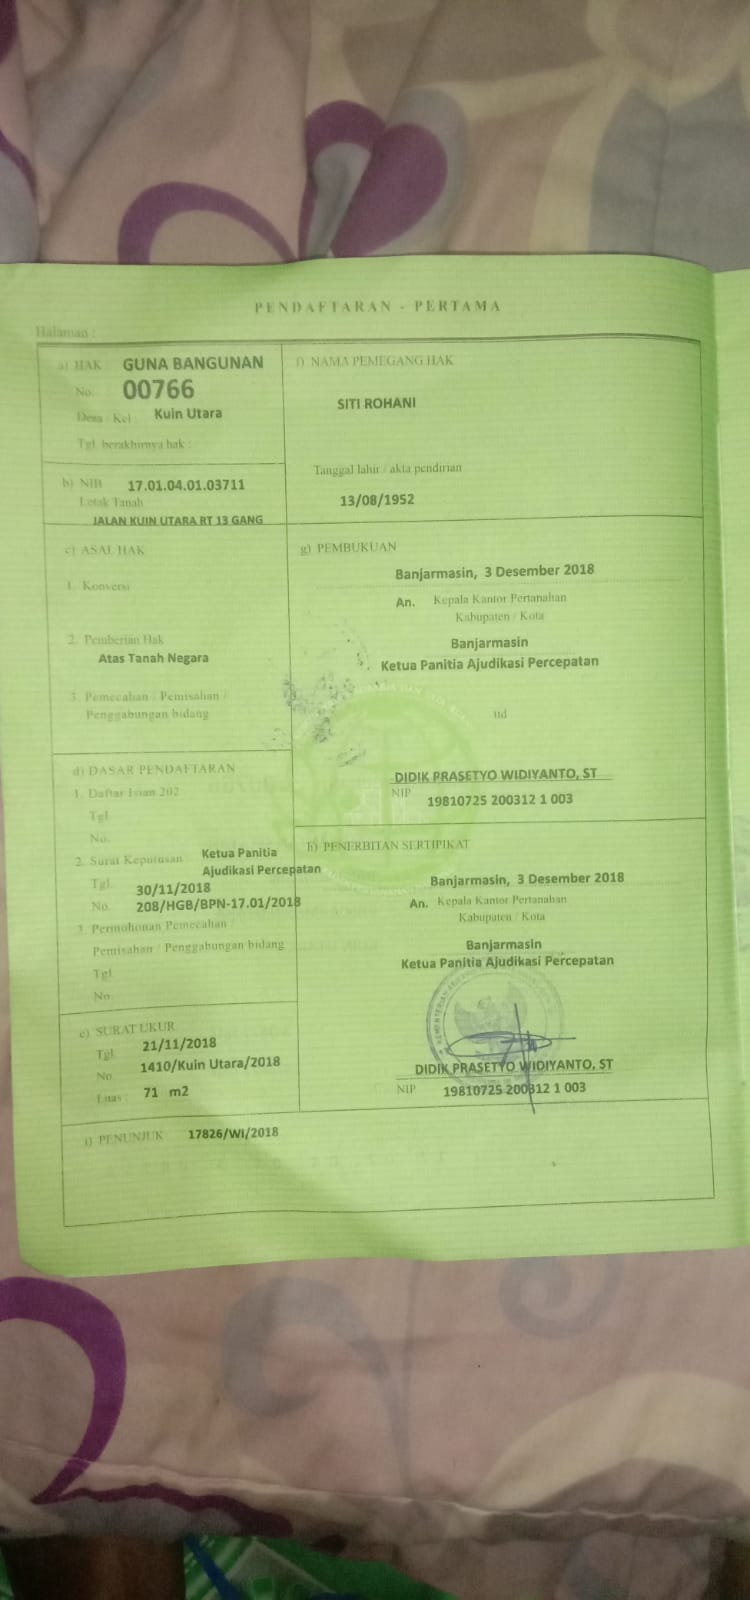 PENDAFTARAN - PERTAMA
Halaman :
a) HAK GUNA BANGUNAN
No. 00766
Desa / Kel : Kuin Utara
Tgl. berakhirnya hak :
b) NIB 17.01.04.01.03711
Letak Tanah
JALAN KUIN UTARA RT 13 GANG
c) ASAL HAK
1. Konversi
2. Pemberian Hak
Atas Tanah Negara
3. Pemecahan / Pemisahan /
Penggabungan bidang
d) DASAR PENDAFTARAN
1. Daftar Isian 202
Tgl.
No.
2. Surat Keputusan Ketua Panitia
Ajudikasi Percepatan
Tgl. 30/11/2018
No. 208/HGB/BPN-17.01/2018
3. Permohonan Pemecahan /
Pemisahan / Penggabungan bidang
Tgl.
No.
e) SURAT UKUR
Tgl. 21/11/2018
No. 1410/Kuin Utara/2018
Luas : 71 m2
f) NAMA PEMEGANG HAK
SITI ROHANI
Tanggal lahir / akta pendirian
13/08/1952
g) PEMBUKUAN
Banjarmasin, 3 Desember 2018
An. Kepala Kantor Pertanahan
Kabupaten / Kota
Banjarmasin
Ketua Panitia Ajudikasi Percepatan
ttd
DIDIK PRASETYO WIDIYANTO, ST
NIP 19810725 200312 1 003
h) PENERBITAN SERTIPIKAT
Banjarmasin, 3 Desember 2018
An. Kepala Kantor Pertanahan
Kabupaten / Kota
Banjarmasin
Ketua Panitia Ajudikasi Percepatan
DIDIK PRASETYO WIDIYANTO, ST
NIP 19810725 200312 1 003
i) PENUNJUK 17826/WI/2018